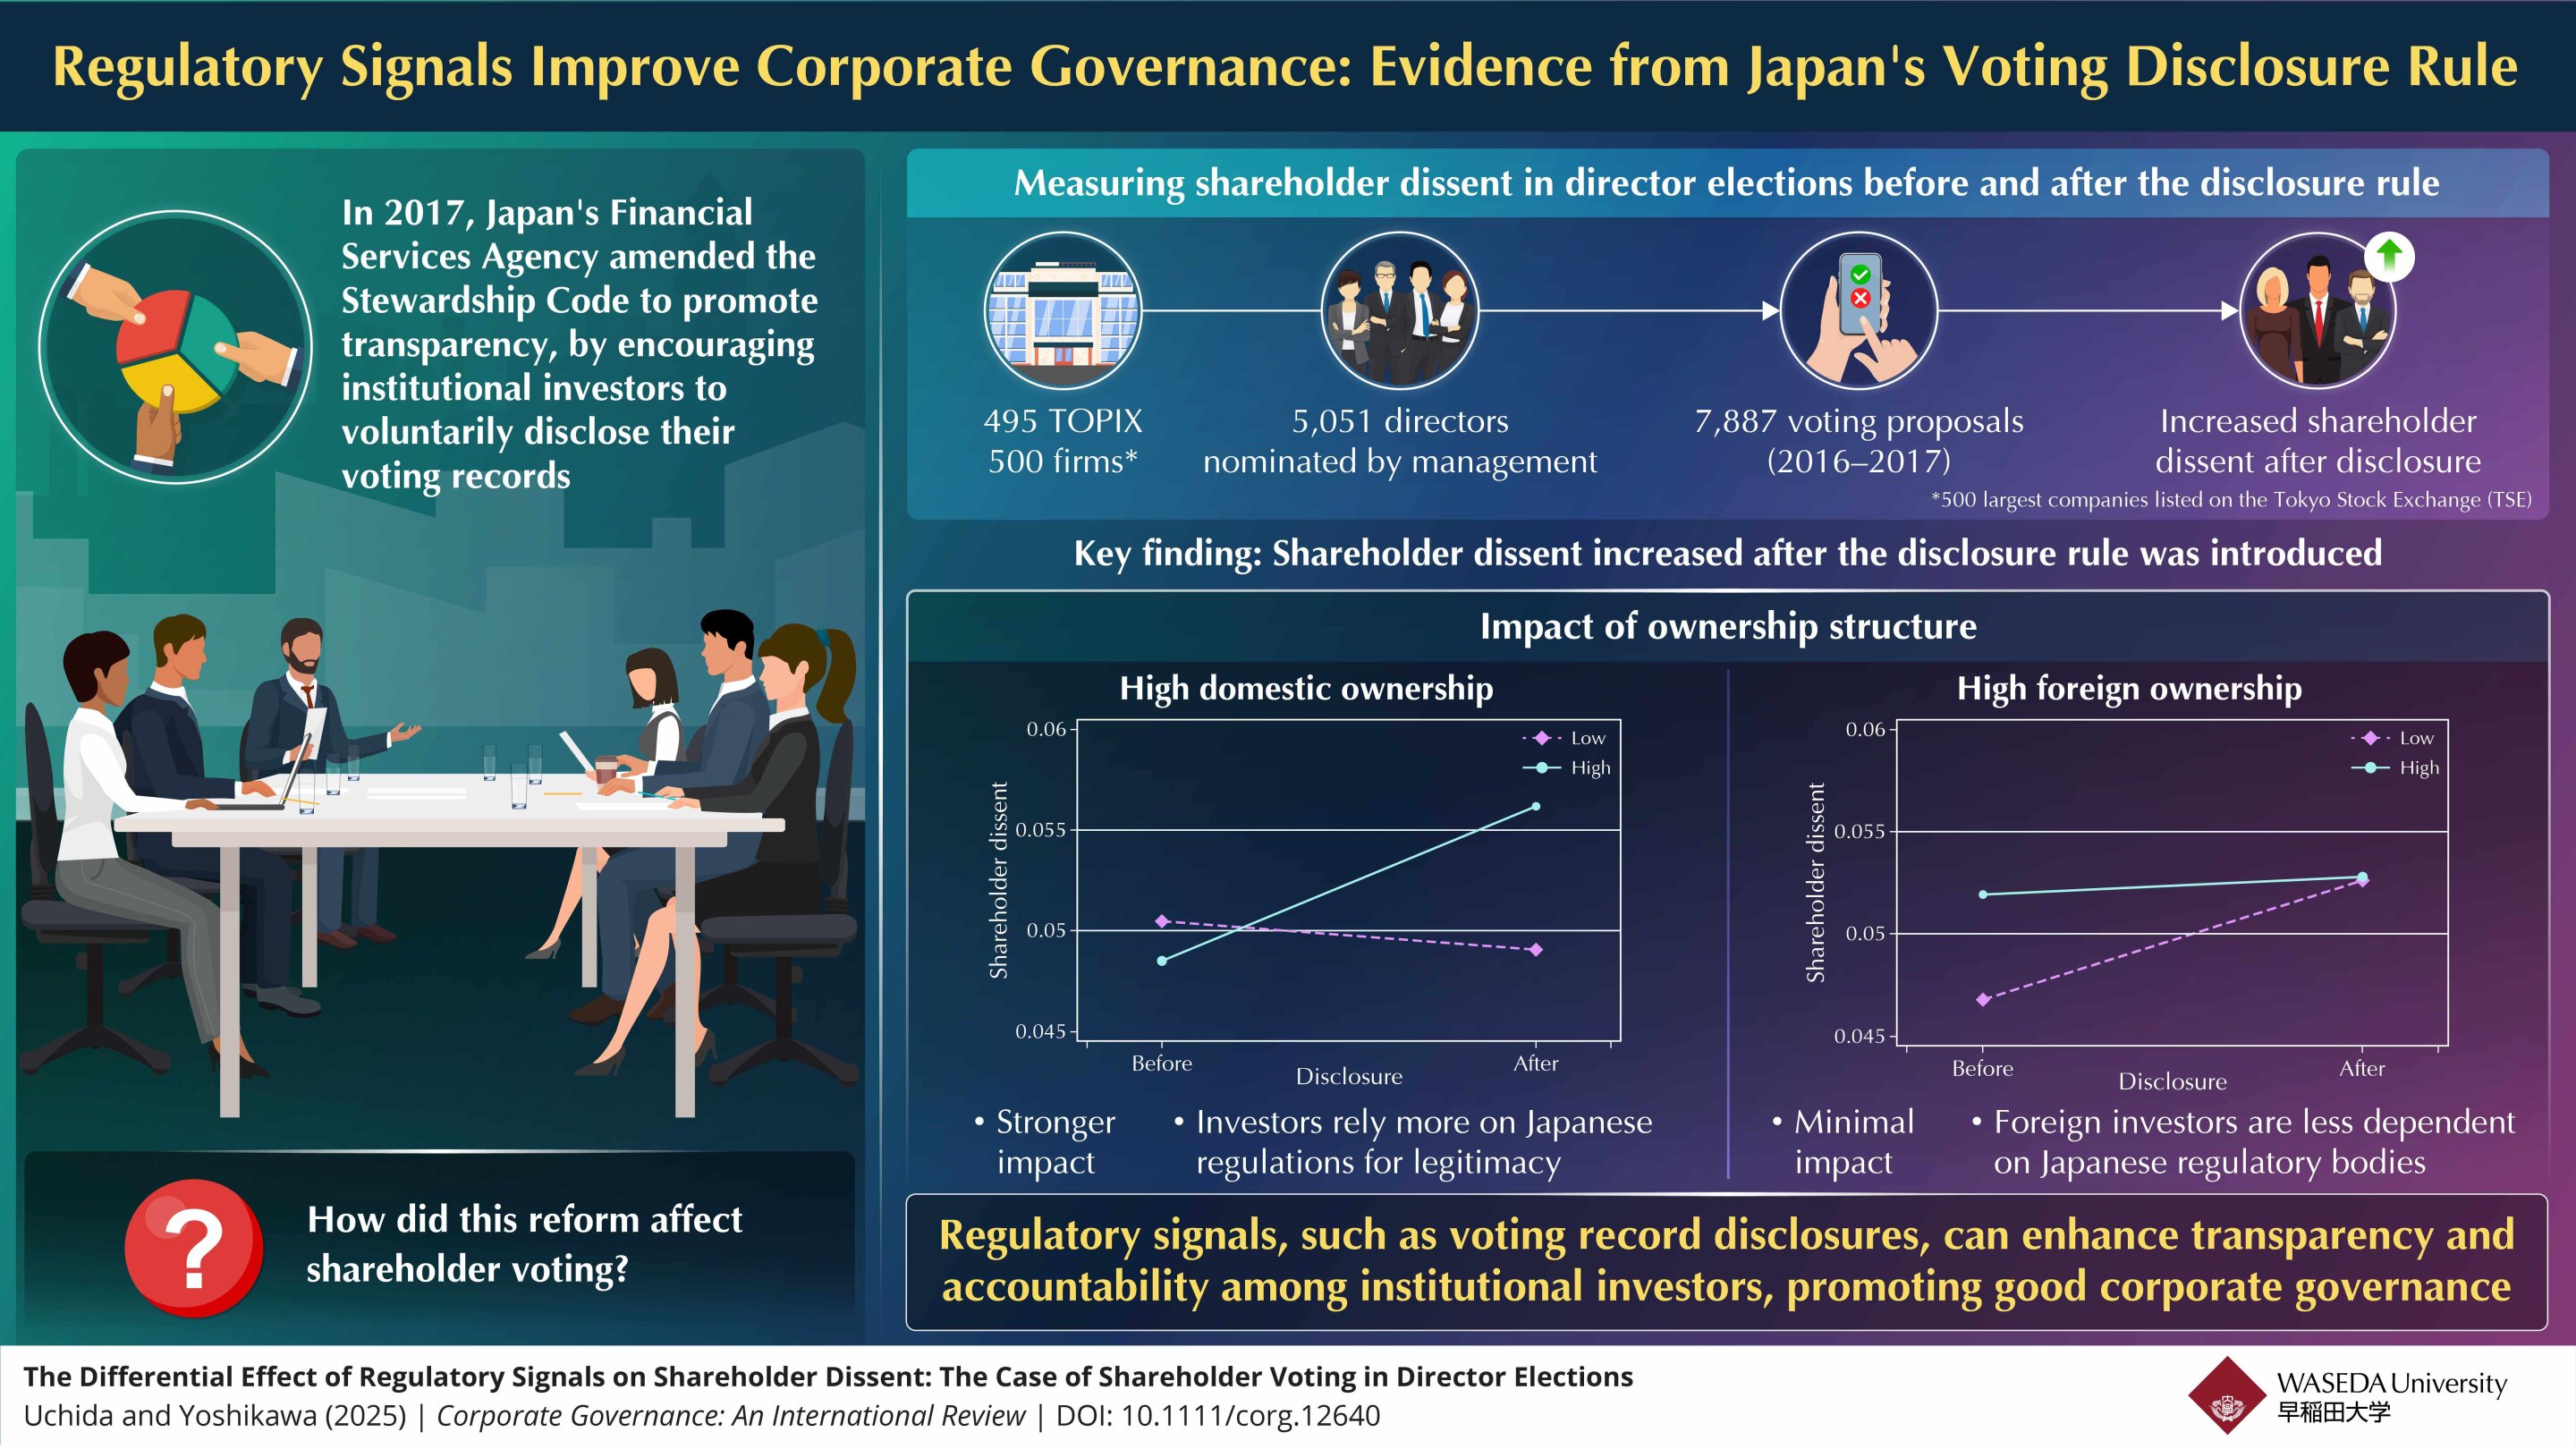 Regulatory Signals Improve Corporate Governance: Evidence from Japan's Voting Disclosure Rule
In 2017, Japan's Financial
Services Agency amended the
Stewardship Code to promote
transparency, by encouraging
institutional investors to
voluntarily disclose their
voting records
How did this reform affect
shareholder voting?
Measuring shareholder dissent in director elections before and after the disclosure rule
495 TOPIX
500 firms*
5,051 directors
nominated by management
7,887 voting proposals
(2016–2017)
Increased shareholder
dissent after disclosure
*500 largest companies listed on the Tokyo Stock Exchange (TSE)
Key finding: Shareholder dissent increased after the disclosure rule was introduced
Impact of ownership structure
High domestic ownership
Shareholder dissent
0.06
0.055
0.05
0.045
Low
High
Before
After
Disclosure
• Stronger
impact
• Investors rely more on Japanese
regulations for legitimacy
High foreign ownership
Shareholder dissent
0.06
0.055
0.05
0.045
Low
High
Before
After
Disclosure
• Minimal
impact
• Foreign investors are less dependent
on Japanese regulatory bodies
Regulatory signals, such as voting record disclosures, can enhance transparency and
accountability among institutional investors, promoting good corporate governance
The Differential Effect of Regulatory Signals on Shareholder Dissent: The Case of Shareholder Voting in Director Elections
Uchida and Yoshikawa (2025) | Corporate Governance: An International Review | DOI: 10.1111/corg.12640
WASEDA University
早稲田大学